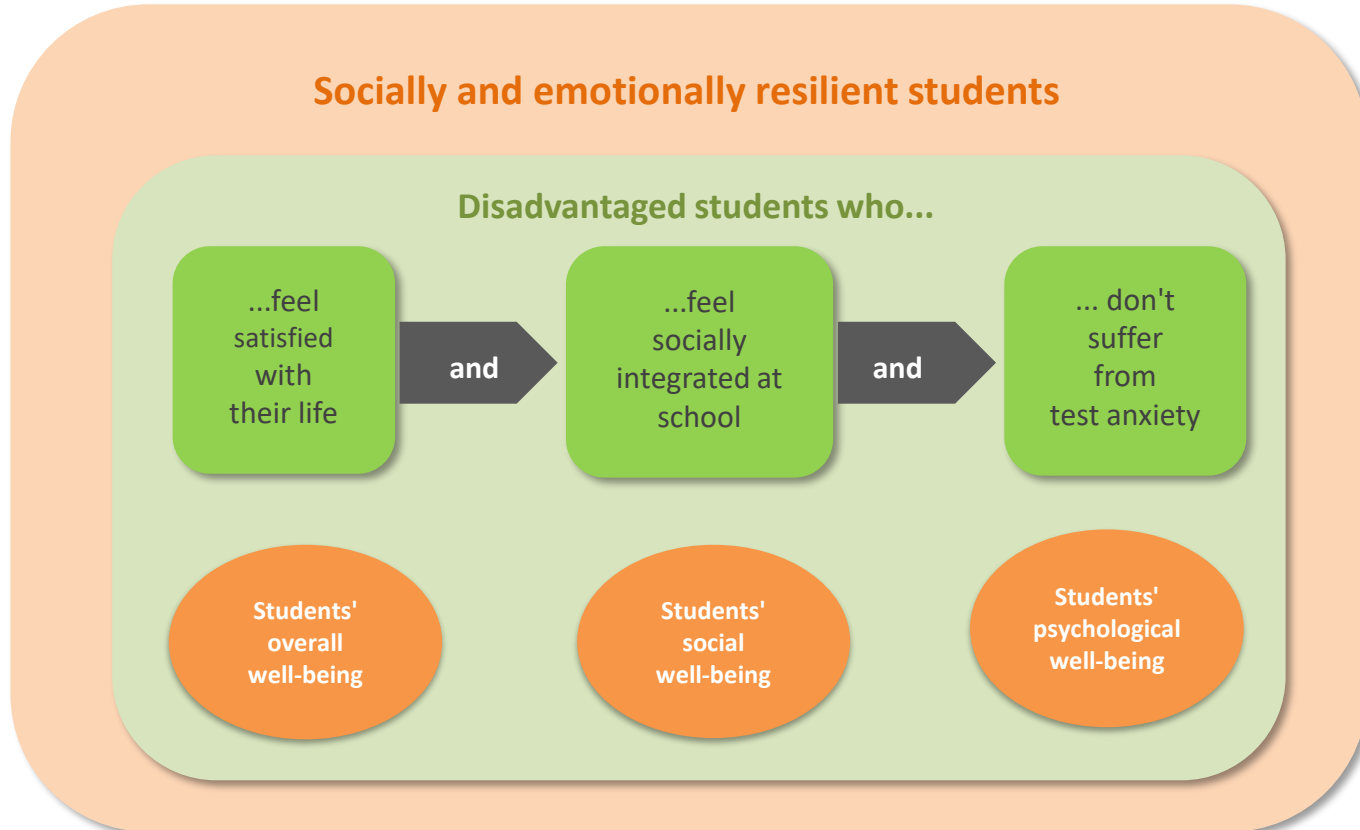 Socially and emotionally resilient students
Disadvantaged students who...
...feel
satisfied
with
their life
and
...feel
socially
integrated at
school
and
... don't
suffer
from
test anxiety
Students'
overall
well-being
Students'
social
well-being
Students'
psychological
well-being